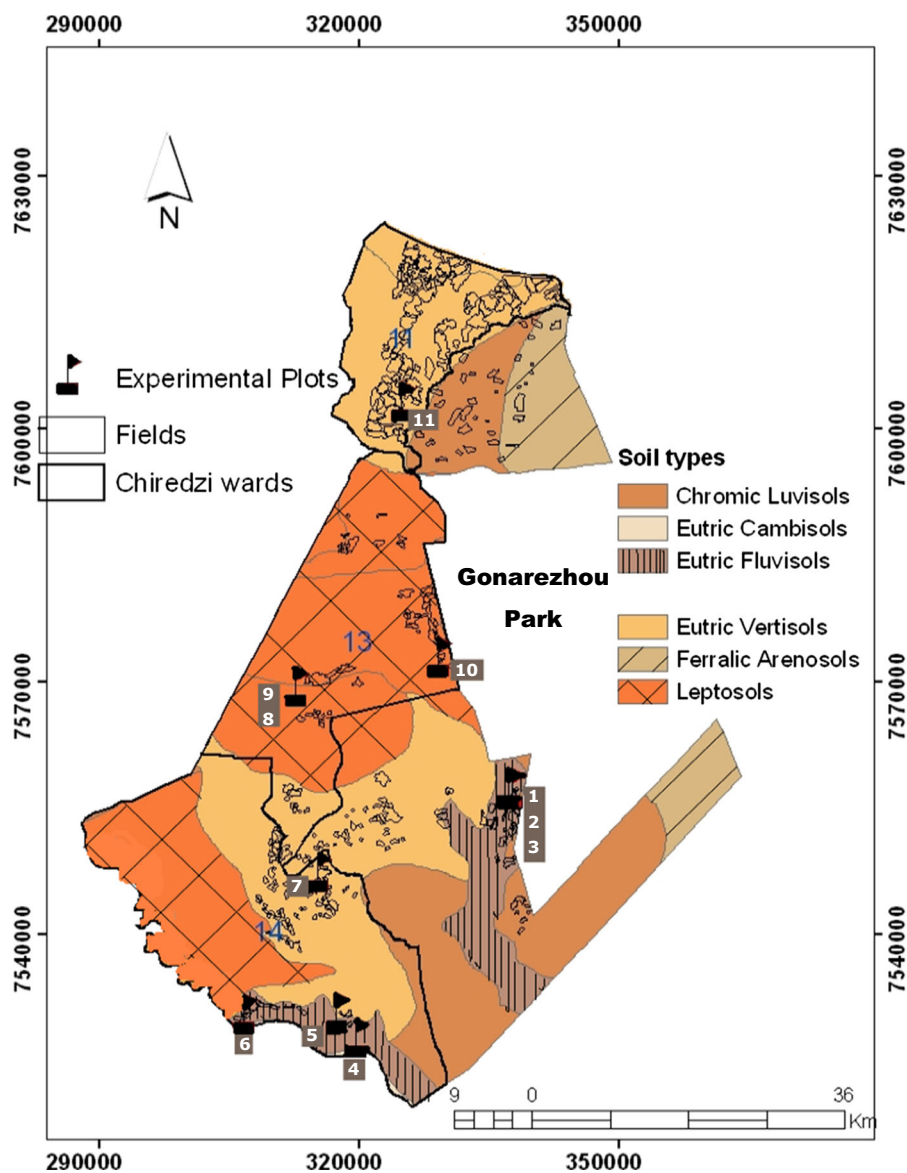 290000 320000 350000
7630000 7630000
N
11
Experimental Plots
11
Fields
7600000 7600000
Soil types
Chiredzi wards
Chromic Luvisols
Eutric Cambisols
Eutric Fluvisols
Gonarezhou
Park
Eutric Vertisols
13
Ferralic Arenosols
10
7570000 7570000
Leptosols
9
8
1
2
3
7
14
7540000 7540000
5
6
4
9 0 36
Km
290000 320000 350000